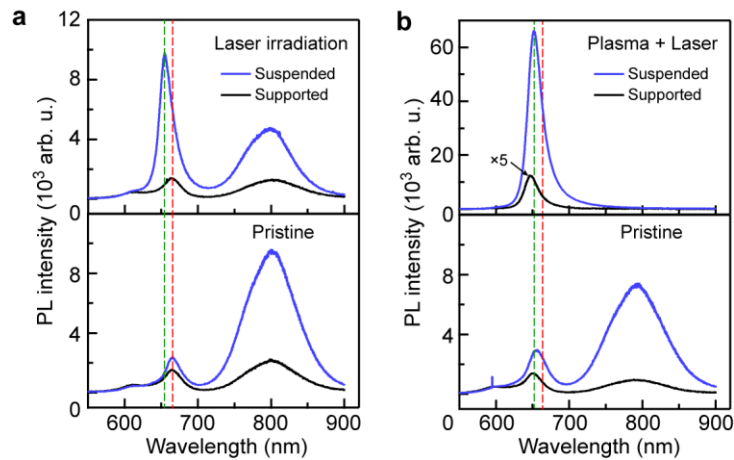 a
12
8
4
0
Laser irradiation
Suspended
Supported
8
4
0
Pristine
PL intensity (10³ arb. u.)
600
700
800
900
Wavelength (nm)
b
60
40
20
0
Plasma + Laser
Suspended
Supported
×5
8
4
Pristine
PL intensity (10³ arb. u.)
600
700
800
900
Wavelength (nm)